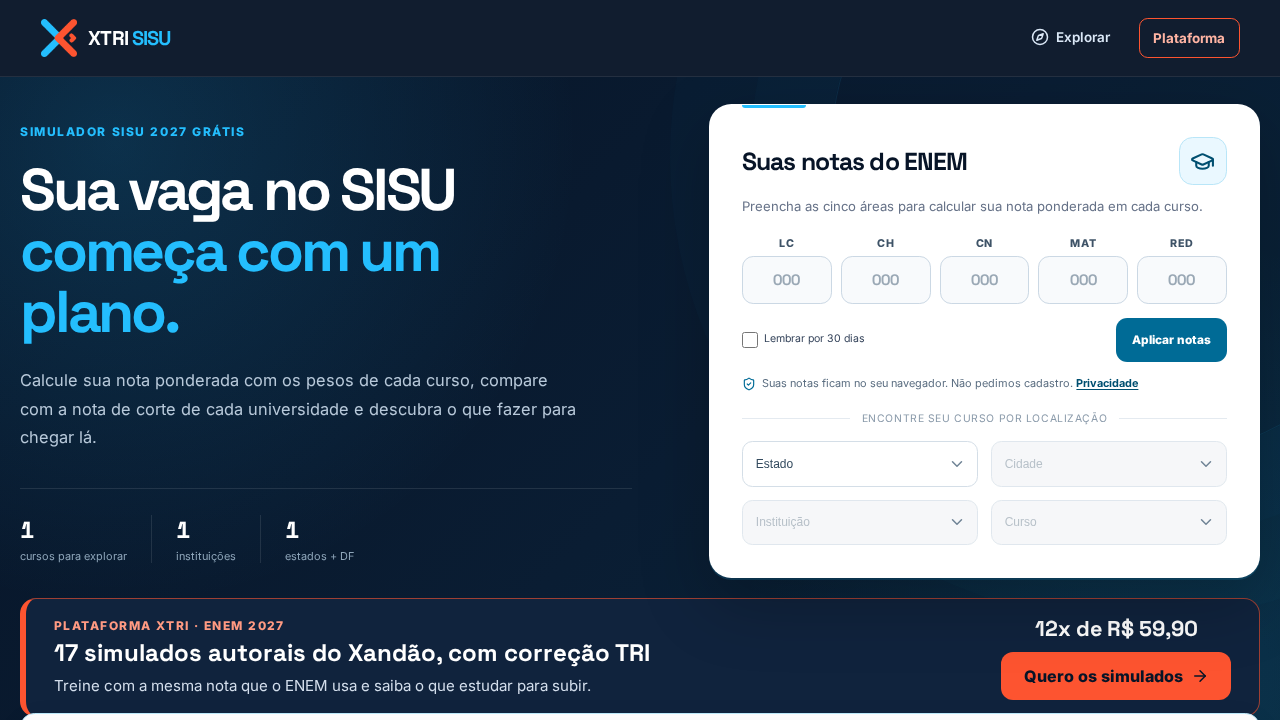 XTRI SISU
Explorar
Plataforma
SIMULADOR SISU 2027 GRÁTIS
Sua vaga no SISU
começa com um
plano.
Calcule sua nota ponderada com os pesos de cada curso, compare
com a nota de corte de cada universidade e descubra o que fazer para
chegar lá.
1
cursos para explorar
1
instituições
1
estados + DF
Suas notas do ENEM
Preencha as cinco áreas para calcular sua nota ponderada em cada curso.
LC CH CN MAT RED
000 000 000 000 000
Lembrar por 30 dias
Aplicar notas
Suas notas ficam no seu navegador. Não pedimos cadastro. Privacidade
ENCONTRE SEU CURSO POR LOCALIZAÇÃO
Estado
Cidade
Instituição
Curso
PLATAFORMA XTRI · ENEM 2027
17 simulados autorais do Xandão, com correção TRI
Treine com a mesma nota que o ENEM usa e saiba o que estudar para subir.
12x de R$ 59,90
Quero os simulados